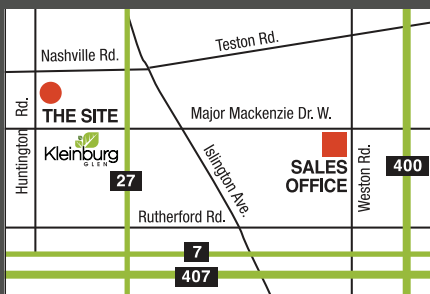 Teston Rd.
Nashville Rd.
Huntington Rd.
THE SITE
Major Mackenzie Dr. W.
Kleinburg
GLEN
27
Islington Ave.
SALES
OFFICE
Weston Rd.
400
Rutherford Rd.
7
407